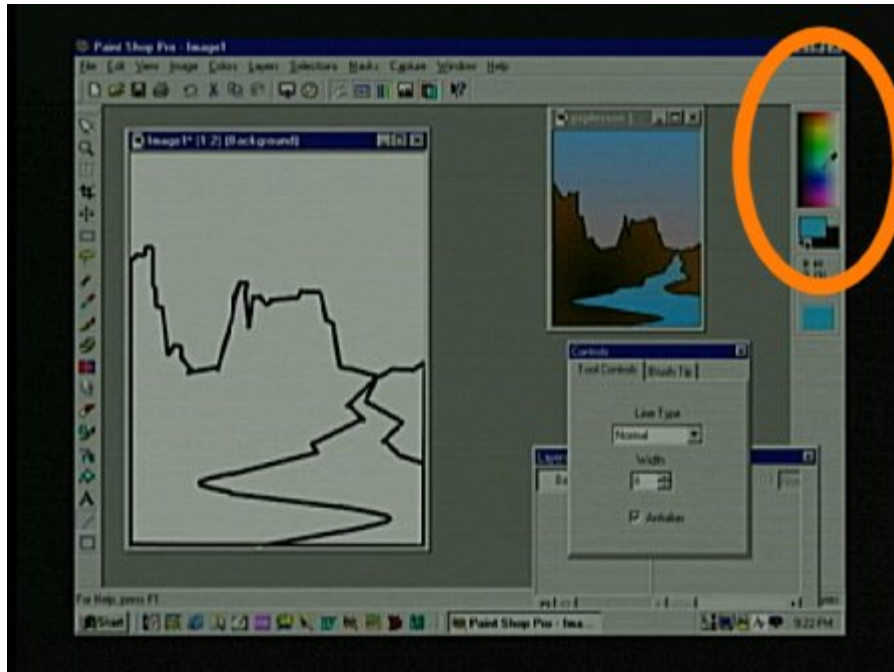 Paint Shop Pro - Image1
File Edit View Image Colors Layers Selections Masks Capture Window Help
Image1* [1:2] (Background)
Controls
Tool Controls Brush Tip
Line Type
Normal
Width
Antialias
Layers
For Help, press F1
Start
Paint Shop Pro - Ima...
9:22 PM